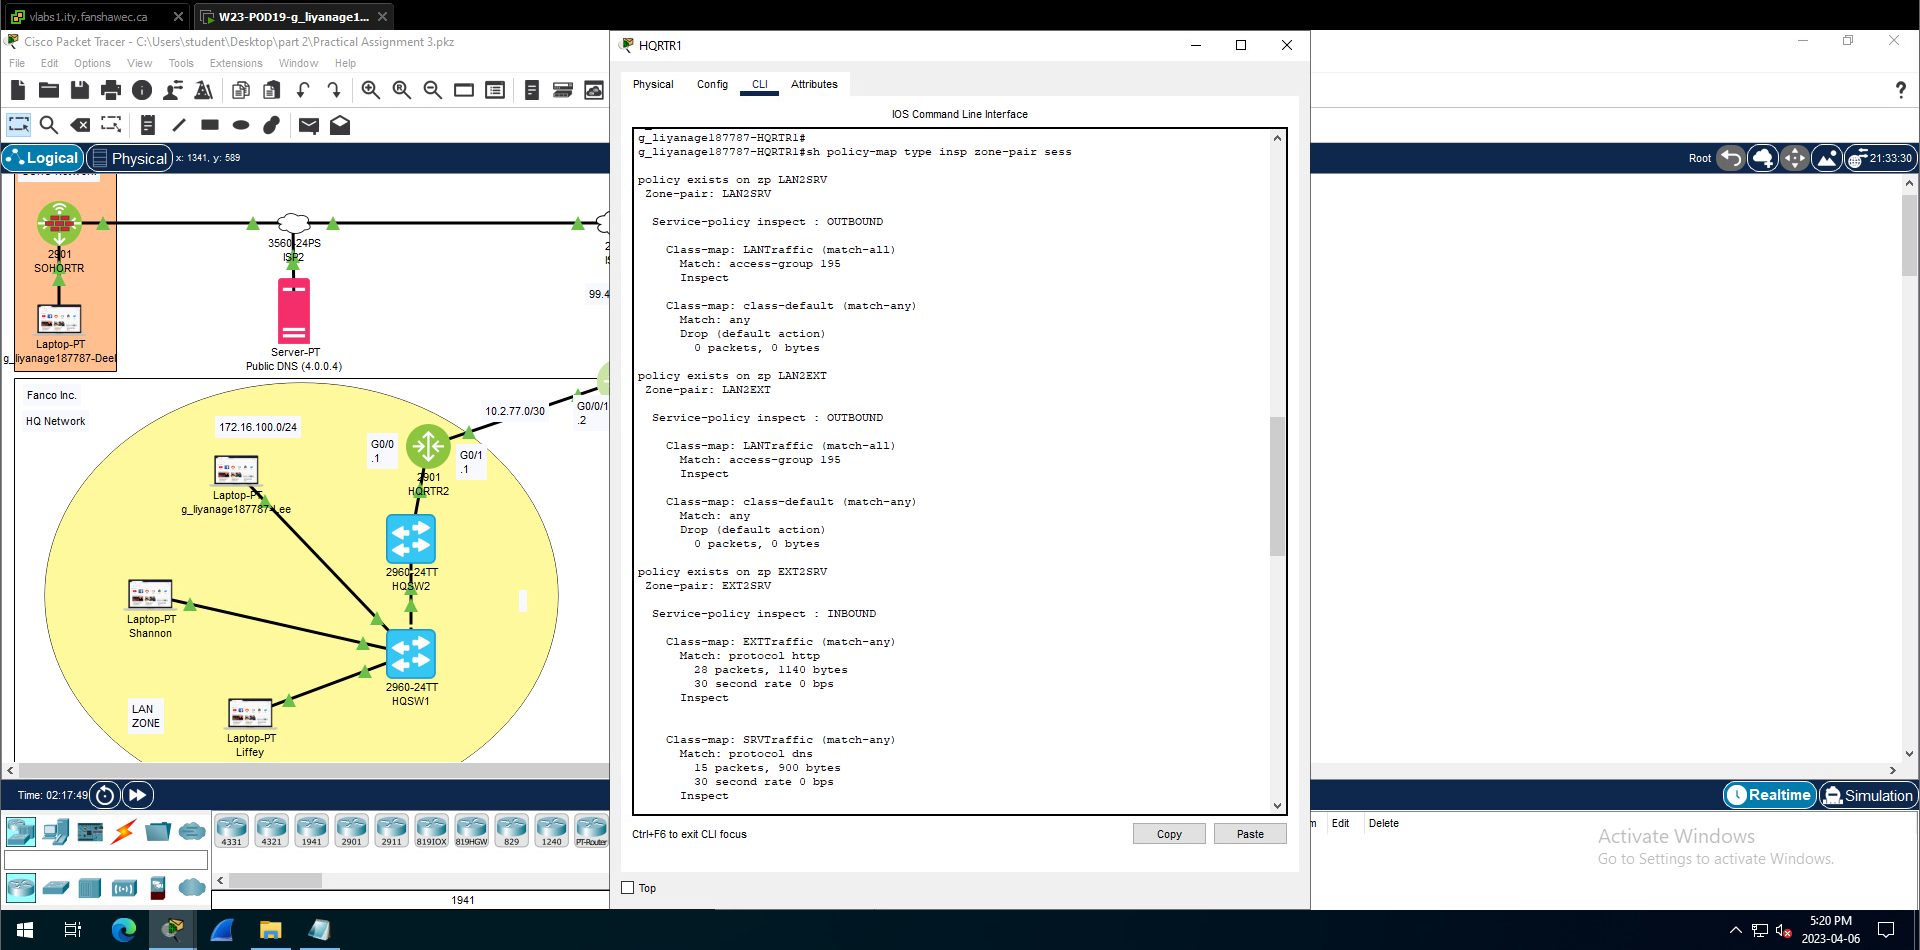 vlabs1.ity.fanshawec.ca
W23-POD19-g_liyanage1...
Cisco Packet Tracer - C:\Users\student\Desktop\part 2\Practical Assignment 3.pkz
File Edit Options View Tools Extensions Window Help
Logical
Physical
x: 1341, y: 589
Root
21:33:30
2901
SOHORTR
Laptop-PT
g_liyanage187787-Deel
3560-24PS
ISP2
Server-PT
Public DNS (4.0.0.4)
99.4
Fanco Inc.
HQ Network
172.16.100.0/24
10.2.77.0/30
G0/0/1
.2
G0/0
.1
G0/1
.1
2901
HQRTR2
Laptop-PT
g_liyanage187787-Lee
2960-24TT
HQSW2
Laptop-PT
Shannon
2960-24TT
HQSW1
LAN
ZONE
Laptop-PT
Liffey
HQRTR1
Physical Config CLI Attributes
IOS Command Line Interface
g_liyanage187787-HQRTR1#
g_liyanage187787-HQRTR1#sh policy-map type insp zone-pair sess
policy exists on zp LAN2SRV
Zone-pair: LAN2SRV
Service-policy inspect : OUTBOUND
Class-map: LANTraffic (match-all)
Match: access-group 195
Inspect
Class-map: class-default (match-any)
Match: any
Drop (default action)
0 packets, 0 bytes
policy exists on zp LAN2EXT
Zone-pair: LAN2EXT
Service-policy inspect : OUTBOUND
Class-map: LANTraffic (match-all)
Match: access-group 195
Inspect
Class-map: class-default (match-any)
Match: any
Drop (default action)
0 packets, 0 bytes
policy exists on zp EXT2SRV
Zone-pair: EXT2SRV
Service-policy inspect : INBOUND
Class-map: EXTTraffic (match-any)
Match: protocol http
28 packets, 1140 bytes
30 second rate 0 bps
Inspect
Class-map: SRVTraffic (match-any)
Match: protocol dns
15 packets, 900 bytes
30 second rate 0 bps
Inspect
Ctrl+F6 to exit CLI focus
Copy
Paste
Top
Time: 02:17:49
Realtime
Simulation
4331 4321 1941 2901 2911 819IOX 819HGW 829 1240 PT-Router
1941
Edit Delete
Activate Windows
Go to Settings to activate Windows.
5:20 PM
2023-04-06